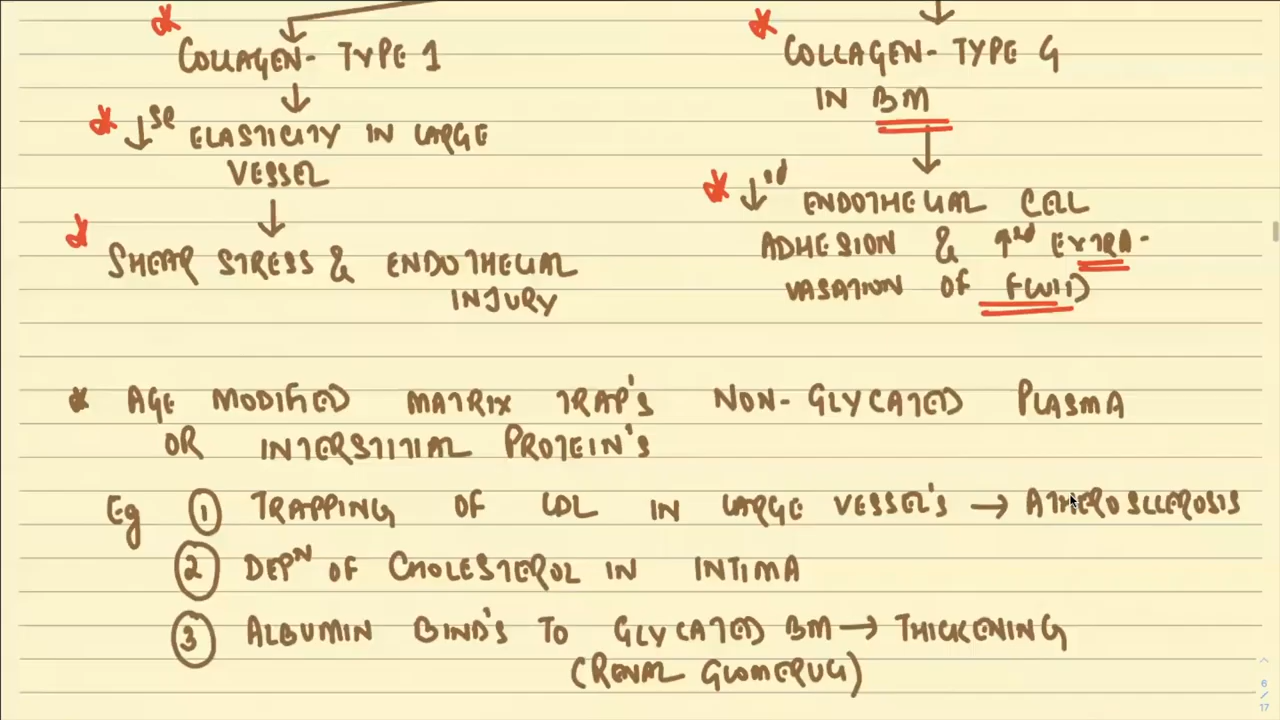 COLLAGEN- TYPE 1
↓se ELASTICITY IN LARGE
VESSEL
SHEAR STRESS & ENDOTHELIAL
INJURY
COLLAGEN- TYPE 4
IN BM
↓ed ENDOTHELIAL CELL
ADHESION & ↑ed EXTRA-
VASATION OF FLUID
* AGE MODIFIED MATRIX TRAP'S NON-GLYCATED PLASMA
OR INTERSTITIAL PROTEIN'S
Eg ① TRAPPING OF LDL IN LARGE VESSEL'S → ATHEROSCLEROSIS
② DEPN OF CHOLESTEROL IN INTIMA
③ ALBUMIN BIND'S TO GLYCATED BM → THICKENING
(RENAL GLOMERULI)
6
/
17